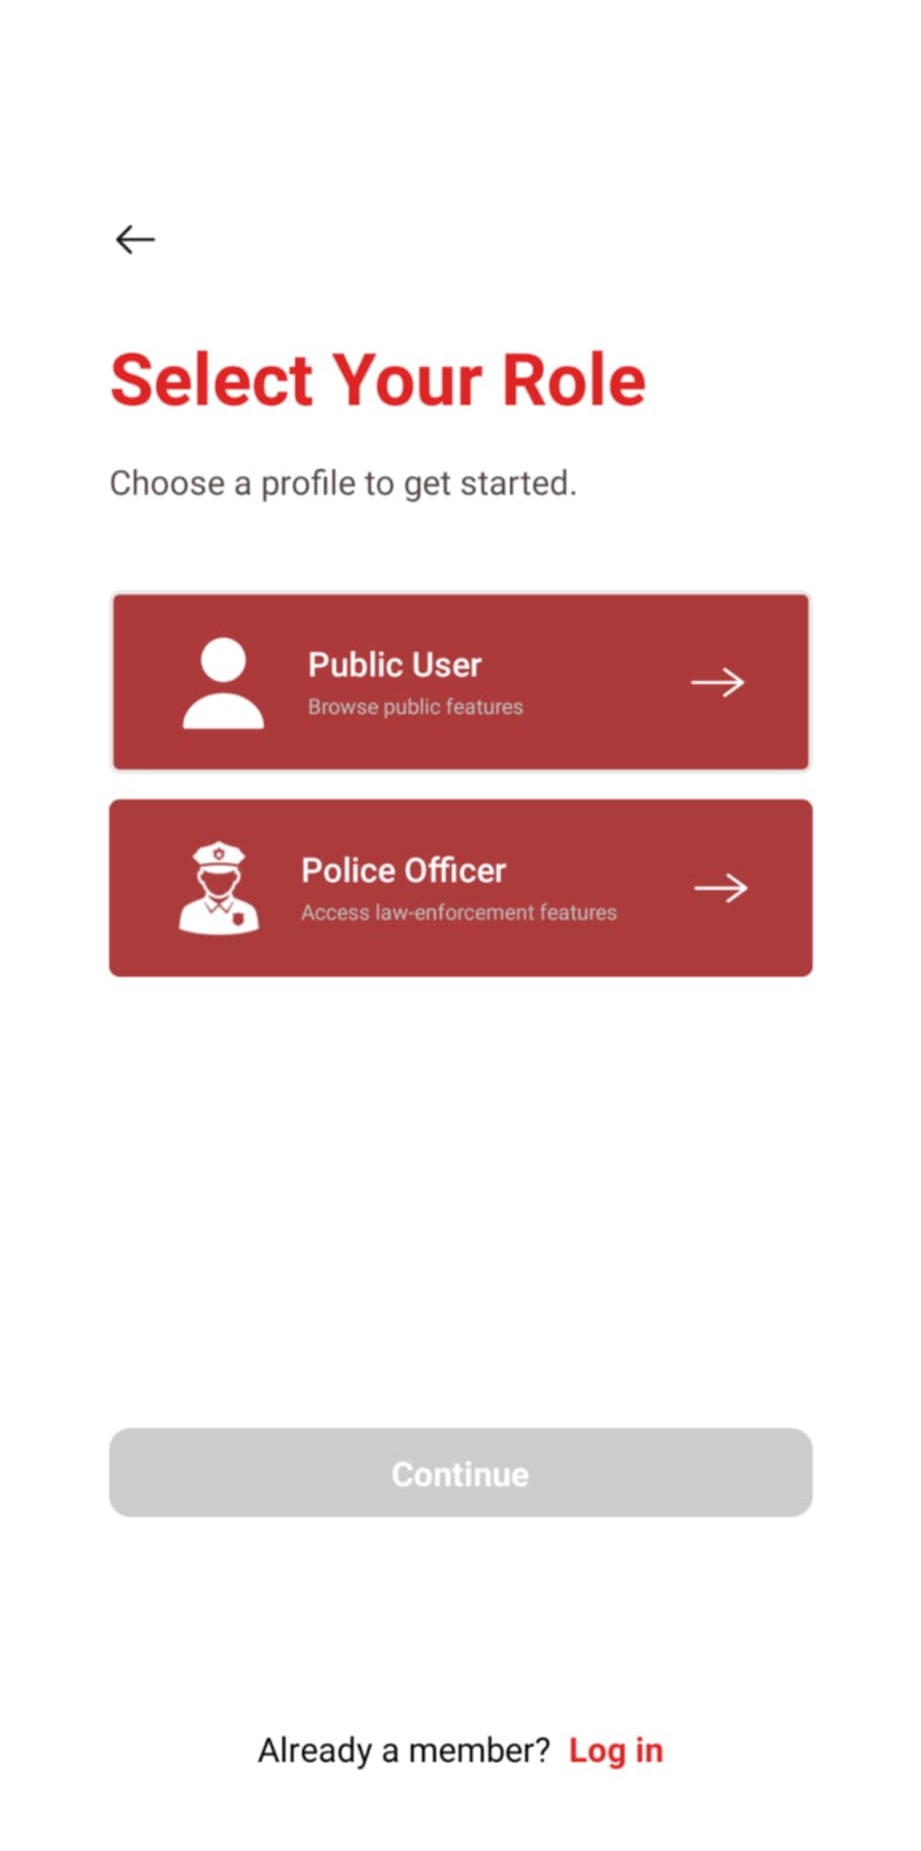 Select Your Role
Choose a profile to get started.
Public User
Browse public features
Police Officer
Access law-enforcement features
Continue
Already a member? Log in